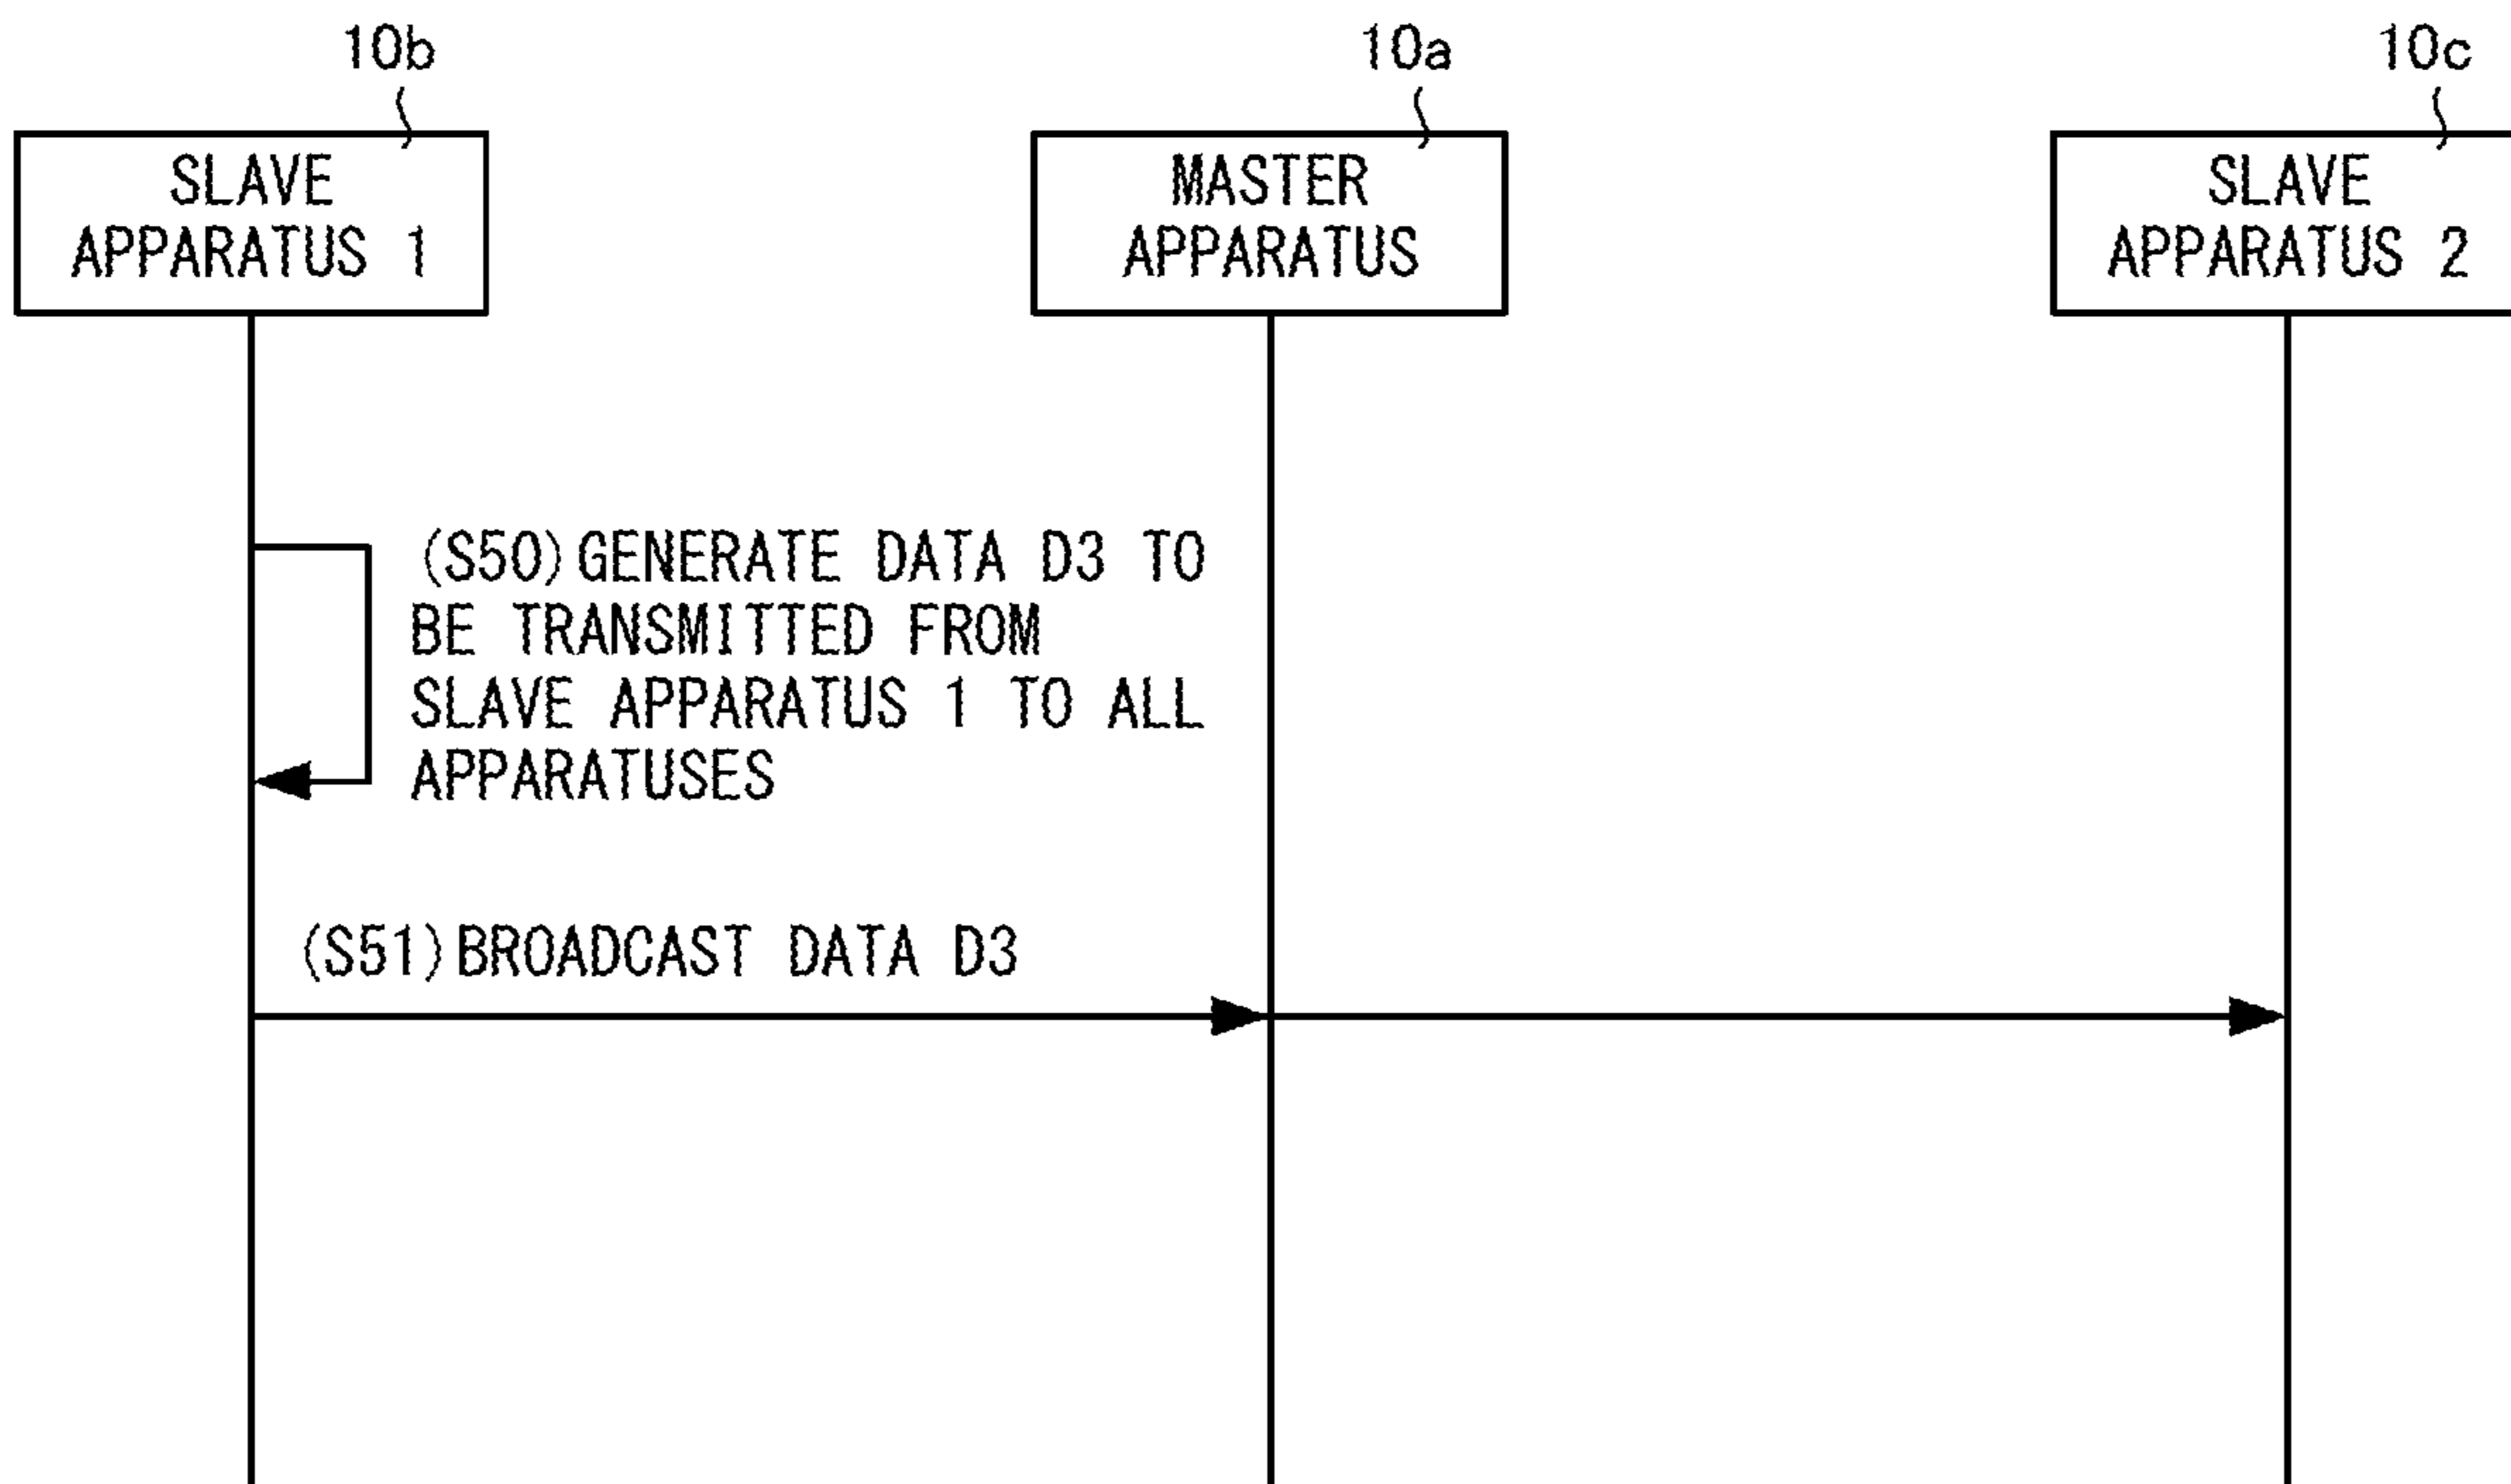 10b
10a
10c
SLAVE
APPARATUS 1
MASTER
APPARATUS
SLAVE
APPARATUS 2
(S50) GENERATE DATA D3 TO
BE TRANSMITTED FROM
SLAVE APPARATUS 1 TO ALL
APPARATUSES
(S51) BROADCAST DATA D3